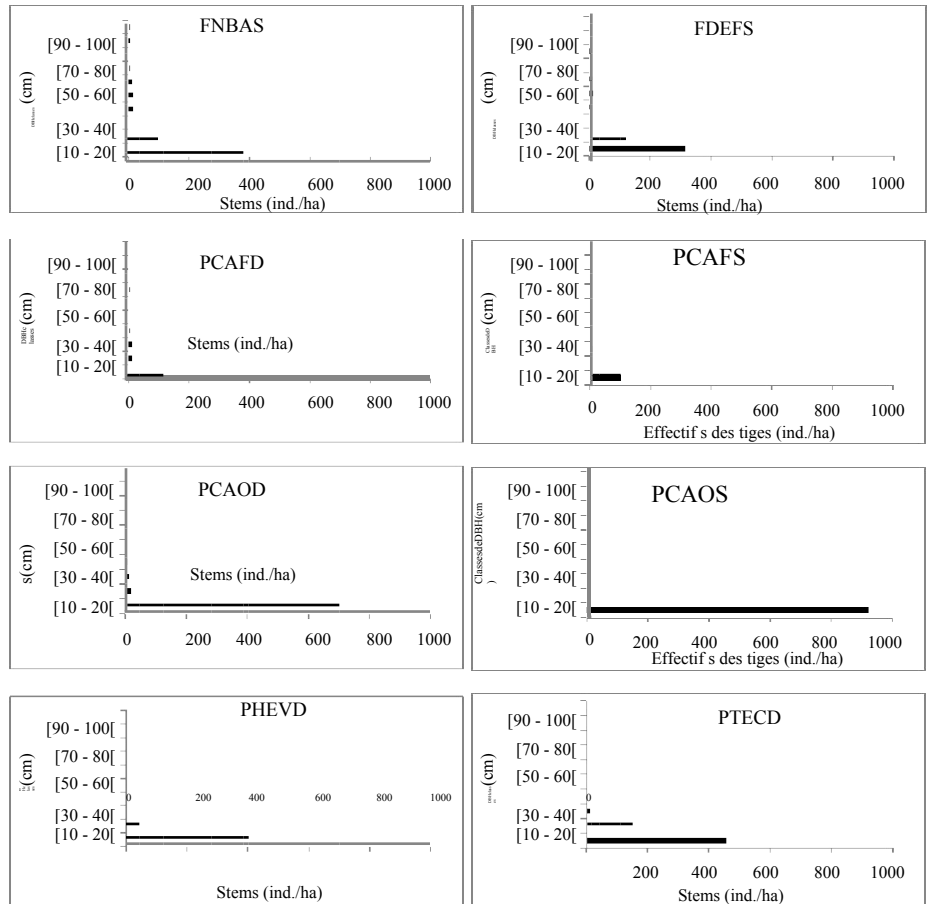 FNBAS
[90 - 100[
[70 - 80[
[50 - 60[
[30 - 40[
[10 - 20[
(cm)
0 200 400 600 800 1000
Stems (ind./ha)
FDEFS
[90 - 100[
[70 - 80[
[50 - 60[
[30 - 40[
[10 - 20[
(cm)
0 200 400 600 800 1000
Stems (ind./ha)
PCAFD
[90 - 100[
[70 - 80[
[50 - 60[
[30 - 40[
[10 - 20[
(cm)
Stems (ind./ha)
0 200 400 600 800 1000
PCAFS
[90 - 100[
[70 - 80[
[50 - 60[
[30 - 40[
[10 - 20[
ClassesdeD
BH
(cm)
0 200 400 600 800 1000
Effectif s des tiges (ind./ha)
PCAOD
[90 - 100[
[70 - 80[
[50 - 60[
[30 - 40[
[10 - 20[
s(cm)
Stems (ind./ha)
0 200 400 600 800 1000
PCAOS
[90 - 100[
[70 - 80[
[50 - 60[
[30 - 40[
[10 - 20[
ClassesdeDBH(cm
)
0 200 400 600 800 1000
Effectif s des tiges (ind./ha)
PHEVD
[90 - 100[
[70 - 80[
[50 - 60[
[30 - 40[
[10 - 20[
(cm)
0 200 400 600 800 1000
Stems (ind./ha)
PTECD
[90 - 100[
[70 - 80[
[50 - 60[
[30 - 40[
[10 - 20[
(cm)
0
200 400 600 800 1000
Stems (ind./ha)